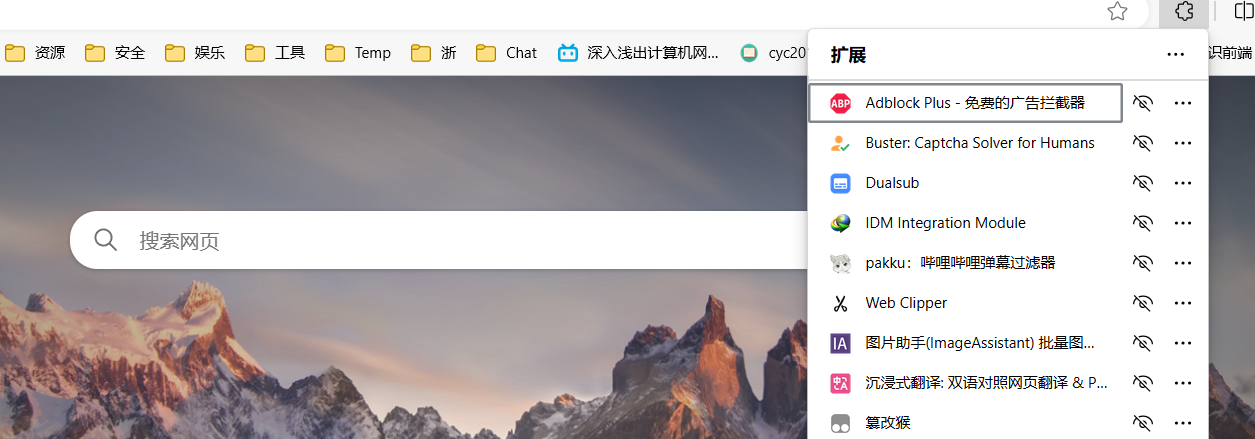 资源 安全 娱乐 工具 Temp 浙 Chat 深入浅出计算机网... cyc20 识前端
扩展
ABP Adblock Plus - 免费的广告拦截器
Buster: Captcha Solver for Humans
Dualsub
IDM Integration Module
pakku：哔哩哔哩弹幕过滤器
搜索网页
Web Clipper
IA 图片助手(ImageAssistant) 批量图...
沉浸式翻译: 双语对照网页翻译 & P...
篡改猴